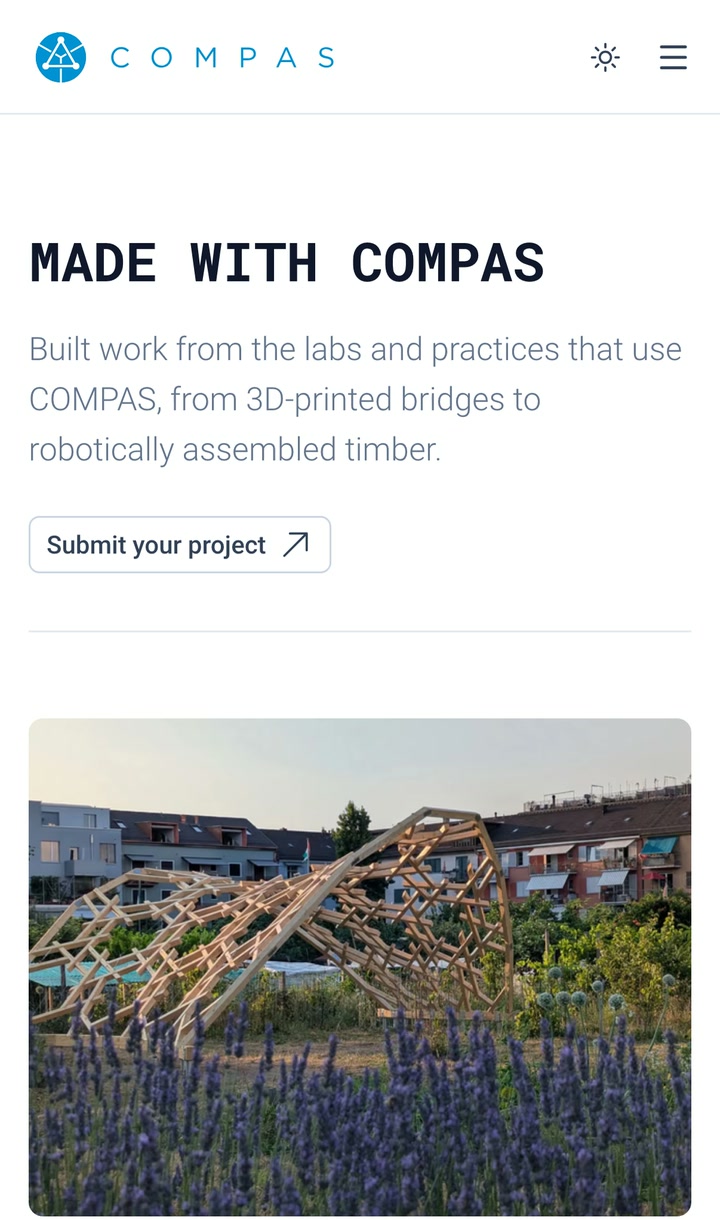 COMPAS
MADE WITH COMPAS
Built work from the labs and practices that use
COMPAS, from 3D-printed bridges to
robotically assembled timber.
Submit your project